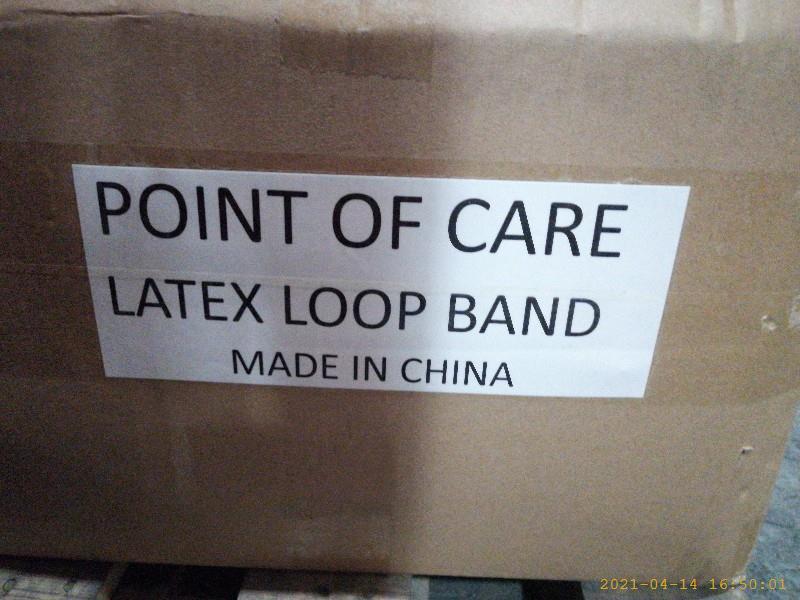 POINT OF CARE
LATEX LOOP BAND
MADE IN CHINA
2021-04-14 16:50:01